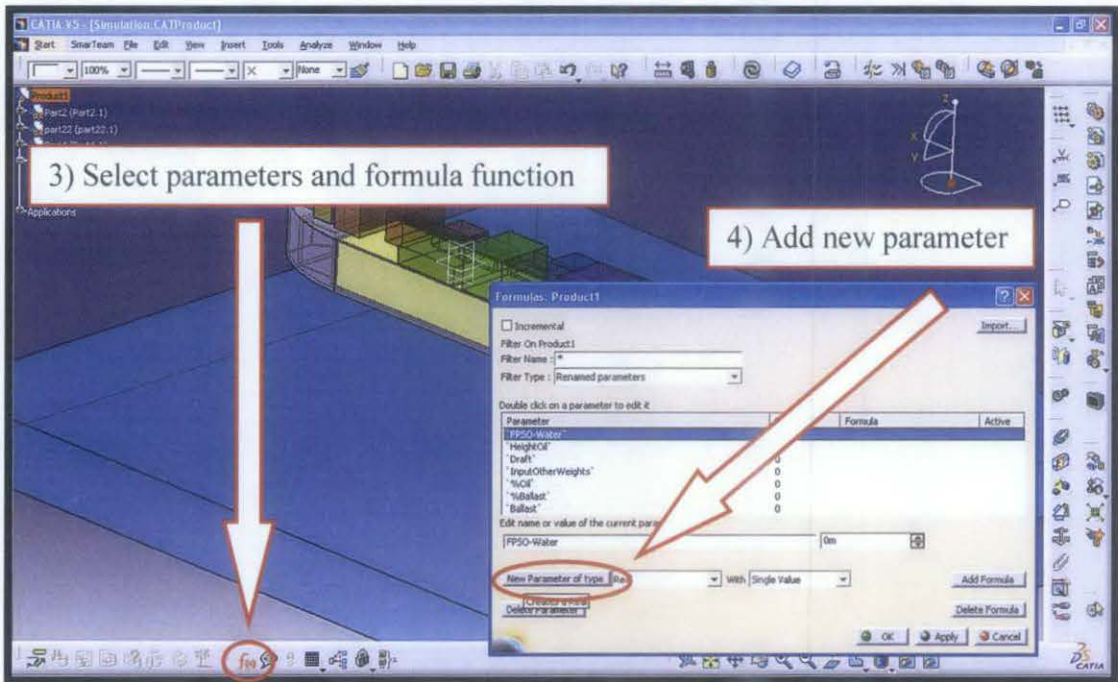 CATIA V5 - [Simulation.CATProduct]
Start SmarTeam File Edit View Insert Tools Analyze Window Help
100% None
Product1
Part2 (Part2.1)
part22 (part22.1)
3) Select parameters and formula function
Applications
4) Add new parameter
Z
X
Y
Formulas: Product1
Incremental
Import...
Filter On Product1
Filter Name : *
Filter Type : Renamed parameters
Double click on a parameter to edit it
Parameter Formula Active
`FPSO-Water`
`HeightOil`
`Draft` 0
`InputOtherWeights` 0
`%Oil` 0
`%Ballast` 0
`Ballast` 0
Edit name or value of the current
FPSO-Water 0m
New Parameter of type With Single Value Add Formula
Delete Parameter Delete Formula
OK Apply Cancel
f(x)
CATIA